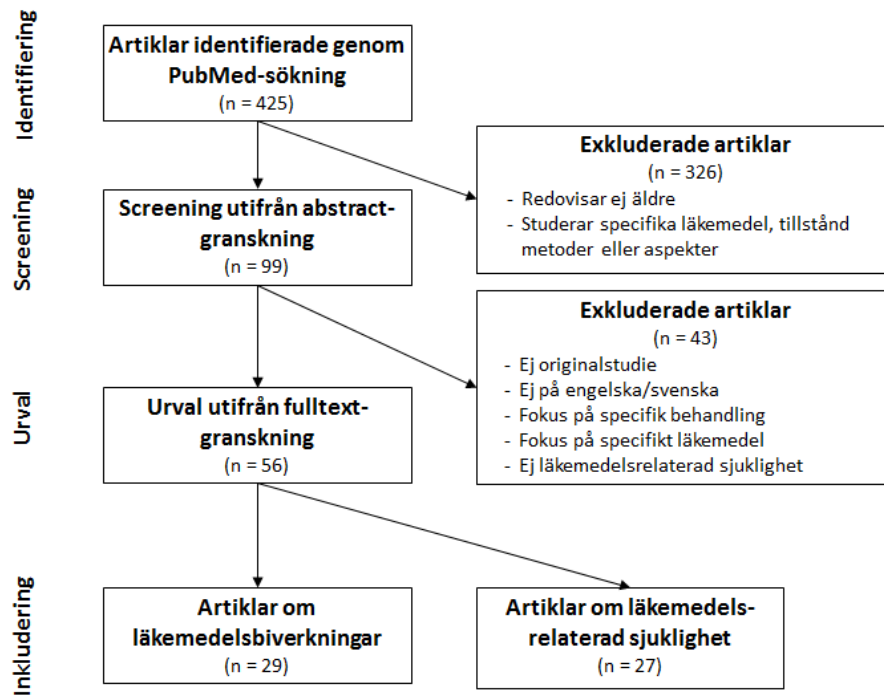 Identifiering
Artiklar identifierade genom
PubMed-sökning
(n = 425)
Exkluderade artiklar
(n = 326)
- Redovisar ej äldre
- Studerar specifika läkemedel, tillstånd
metoder eller aspekter
Screening
Screening utifrån abstract-
granskning
(n = 99)
Exkluderade artiklar
(n = 43)
- Ej originalstudie
- Ej på engelska/svenska
- Fokus på specifik behandling
- Fokus på specifikt läkemedel
- Ej läkemedelsrelaterad sjuklighet
Urval
Urval utifrån fulltext-
granskning
(n = 56)
Inkludering
Artiklar om
läkemedelsbiverkningar
(n = 29)
Artiklar om läkemedels-
relaterad sjuklighet
(n = 27)